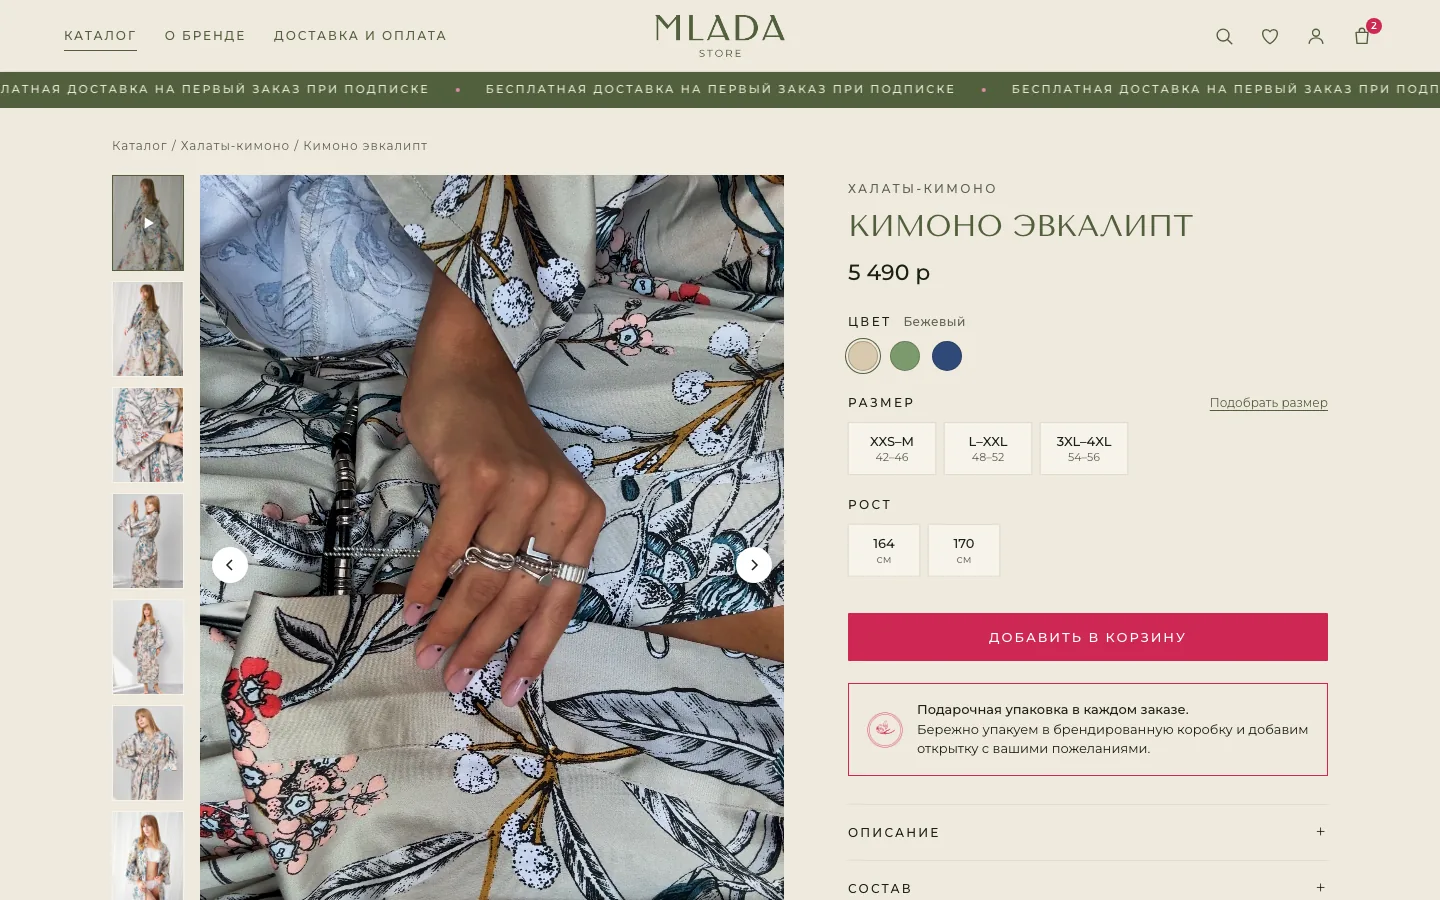 КАТАЛОГ О БРЕНДЕ ДОСТАВКА И ОПЛАТА
MLADA
STORE
2
ДОСТАВКА НА ПЕРВЫЙ ЗАКАЗ ПРИ ПОДПИСКЕ • БЕСПЛАТНАЯ ДОСТАВКА НА ПЕРВЫЙ ЗАКАЗ ПРИ ПОДПИСКЕ • БЕСПЛАТНАЯ ДОСТАВКА НА ПЕРВЫЙ ЗАКАЗ ПРИ
Каталог / Халаты-кимоно / Кимоно эвкалипт
ХАЛАТЫ-КИМОНО
КИМОНО ЭВКАЛИПТ
5 490 р
ЦВЕТ Бежевый
РАЗМЕР Подобрать размер
XXS–M L–XXL 3XL–4XL
42–46 48–52 54–56
РОСТ
164 170
см см
ДОБАВИТЬ В КОРЗИНУ
Подарочная упаковка в каждом заказе.
Бережно упакуем в брендированную коробку и добавим
открытку с вашими пожеланиями.
ОПИСАНИЕ +
СОСТАВ +